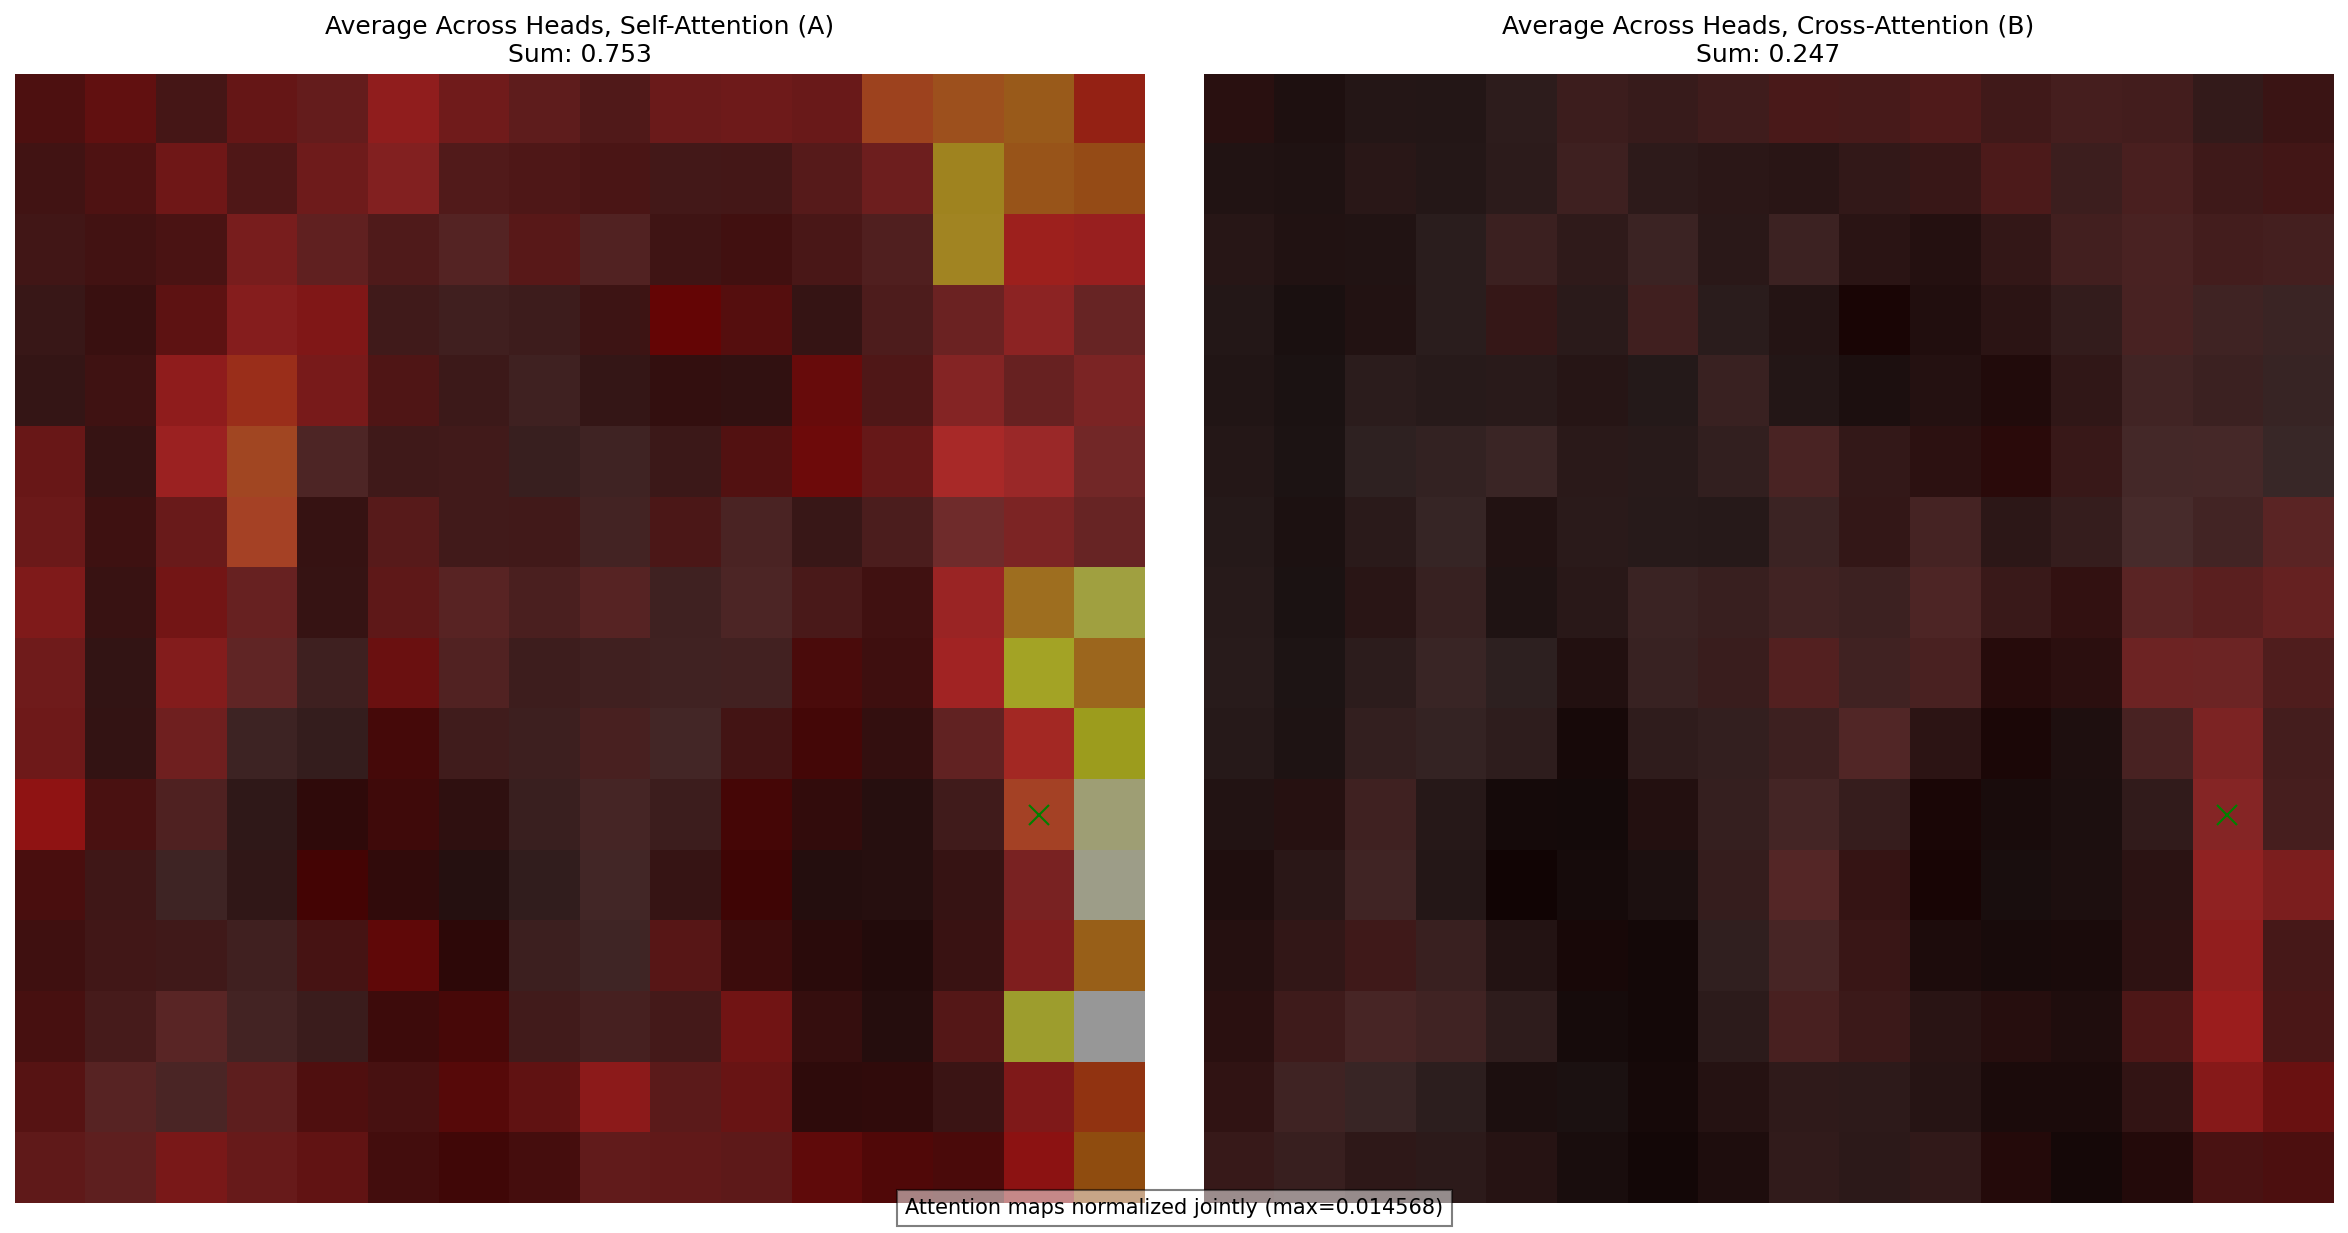 Average Across Heads, Self-Attention (A)
Sum: 0.753
Average Across Heads, Cross-Attention (B)
Sum: 0.247
Attention maps normalized jointly (max=0.014568)